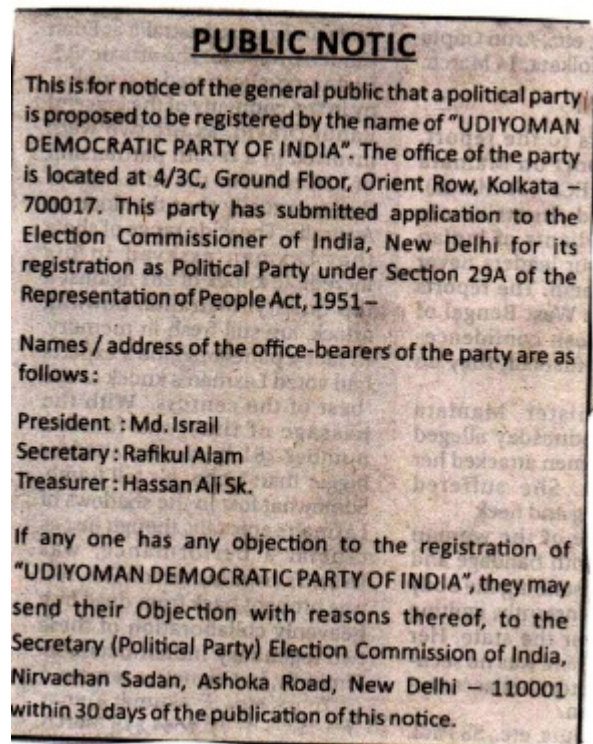 PUBLIC NOTIC
This is for notice of the general public that a political party
is proposed to be registered by the name of "UDIYOMAN
DEMOCRATIC PARTY OF INDIA". The office of the party
is located at 4/3C, Ground Floor, Orient Row, Kolkata –
700017. This party has submitted application to the
Election Commissioner of India, New Delhi for its
registration as Political Party under Section 29A of the
Representation of People Act, 1951–
Names / address of the office-bearers of the party are as
follows :
President : Md. Israil
Secretary : Rafikul Alam
Treasurer : Hassan Ali Sk.
If any one has any objection to the registration of
"UDIYOMAN DEMOCRATIC PARTY OF INDIA", they may
send their Objection with reasons thereof, to the
Secretary (Political Party) Election Commission of India,
Nirvachan Sadan, Ashoka Road, New Delhi – 110001
within 30 days of the publication of this notice.